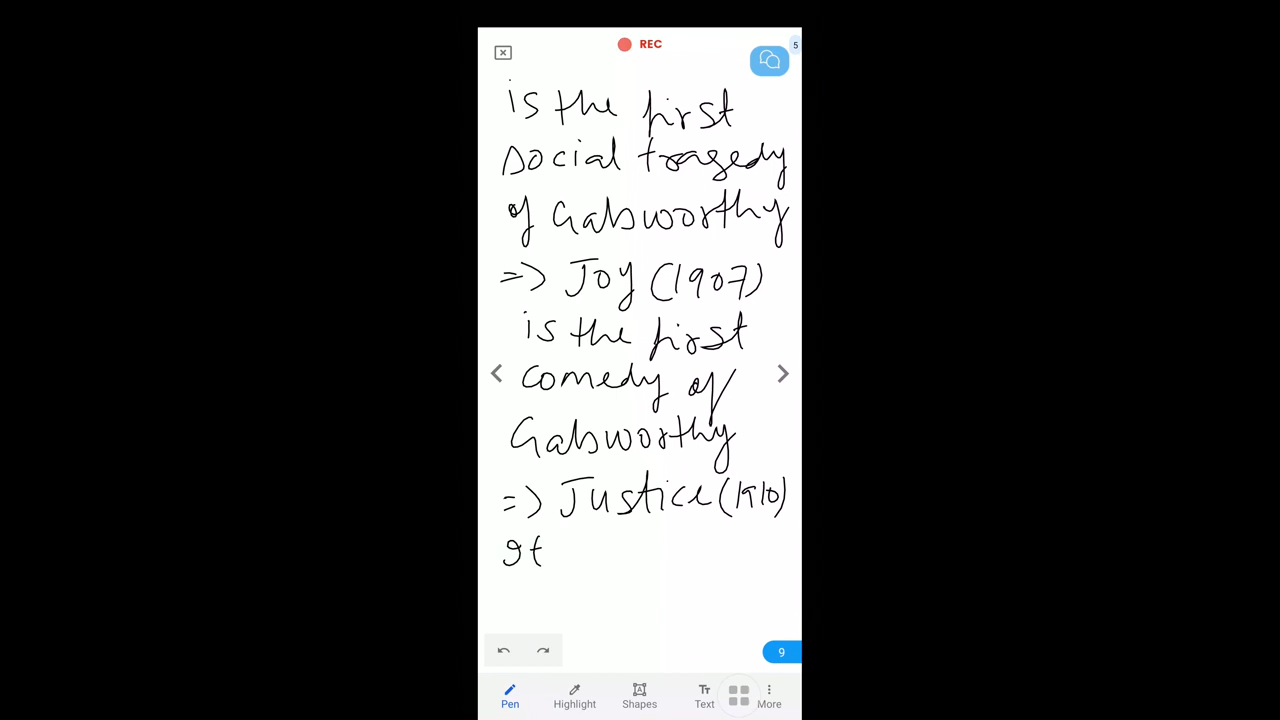 5
REC
is the first
social tragedy
of Galsworthy
=> Joy (1907)
is the first
comedy of
Galsworthy
=> Justice (1910)
It
9
Pen Highlight Shapes Text More